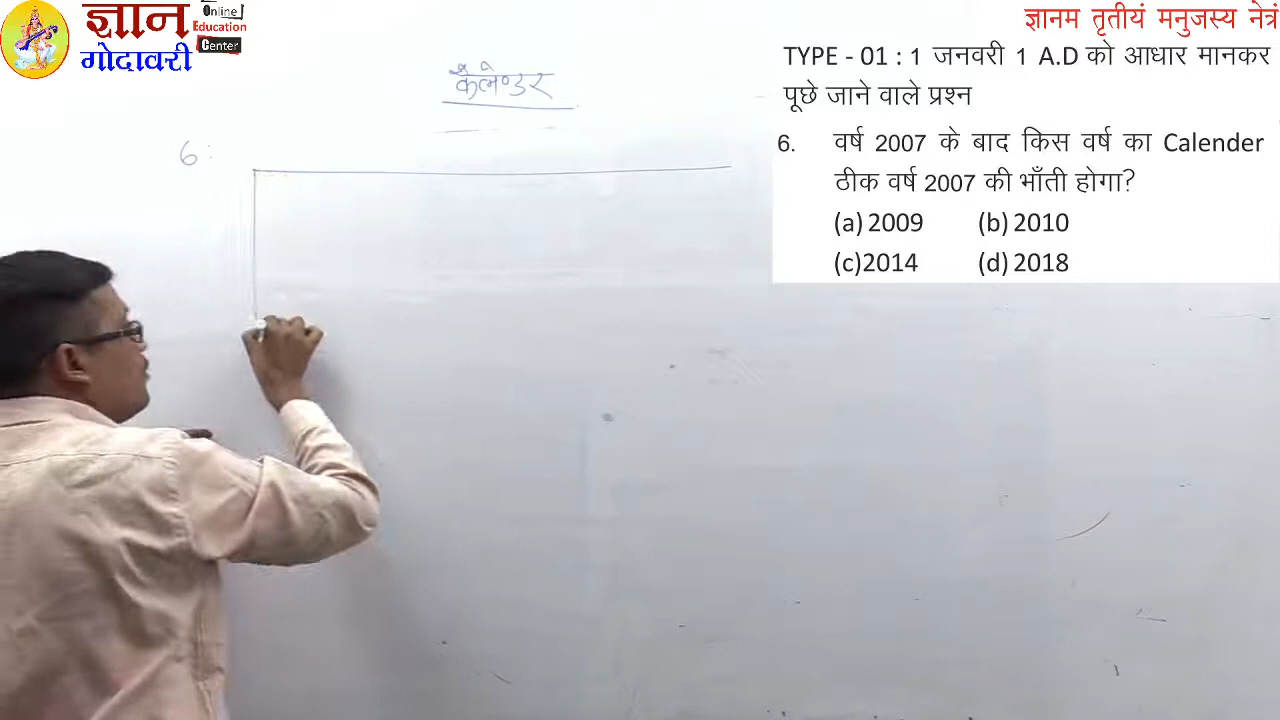 ज्ञान
गोदावरी
Online
Education
Center
ज्ञानम तृतीयं मनुजस्य नेत्रं
कैलेण्डर
6:
TYPE - 01 : 1 जनवरी 1 A.D को आधार मानकर
पूछे जाने वाले प्रश्न
6. वर्ष 2007 के बाद किस वर्ष का Calender
ठीक वर्ष 2007 की भाँती होगा?
(a) 2009 (b) 2010
(c)2014 (d) 2018